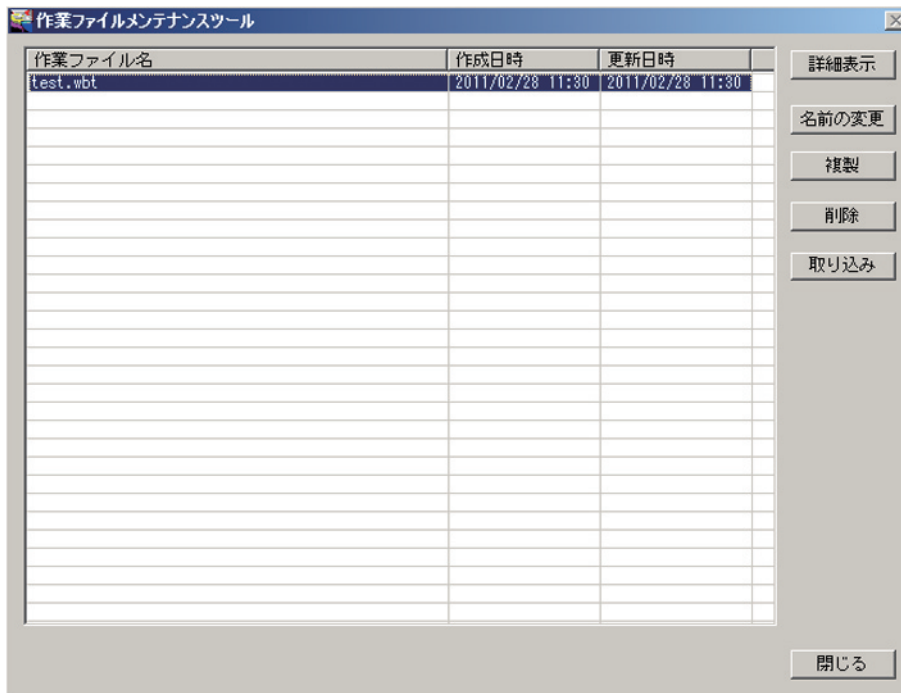 作業ファイルメンテナンスツール
作業ファイル名 作成日時 更新日時
test.wbt 2011/02/28 11:30 2011/02/28 11:30
詳細表示
名前の変更
複製
削除
取り込み
閉じる